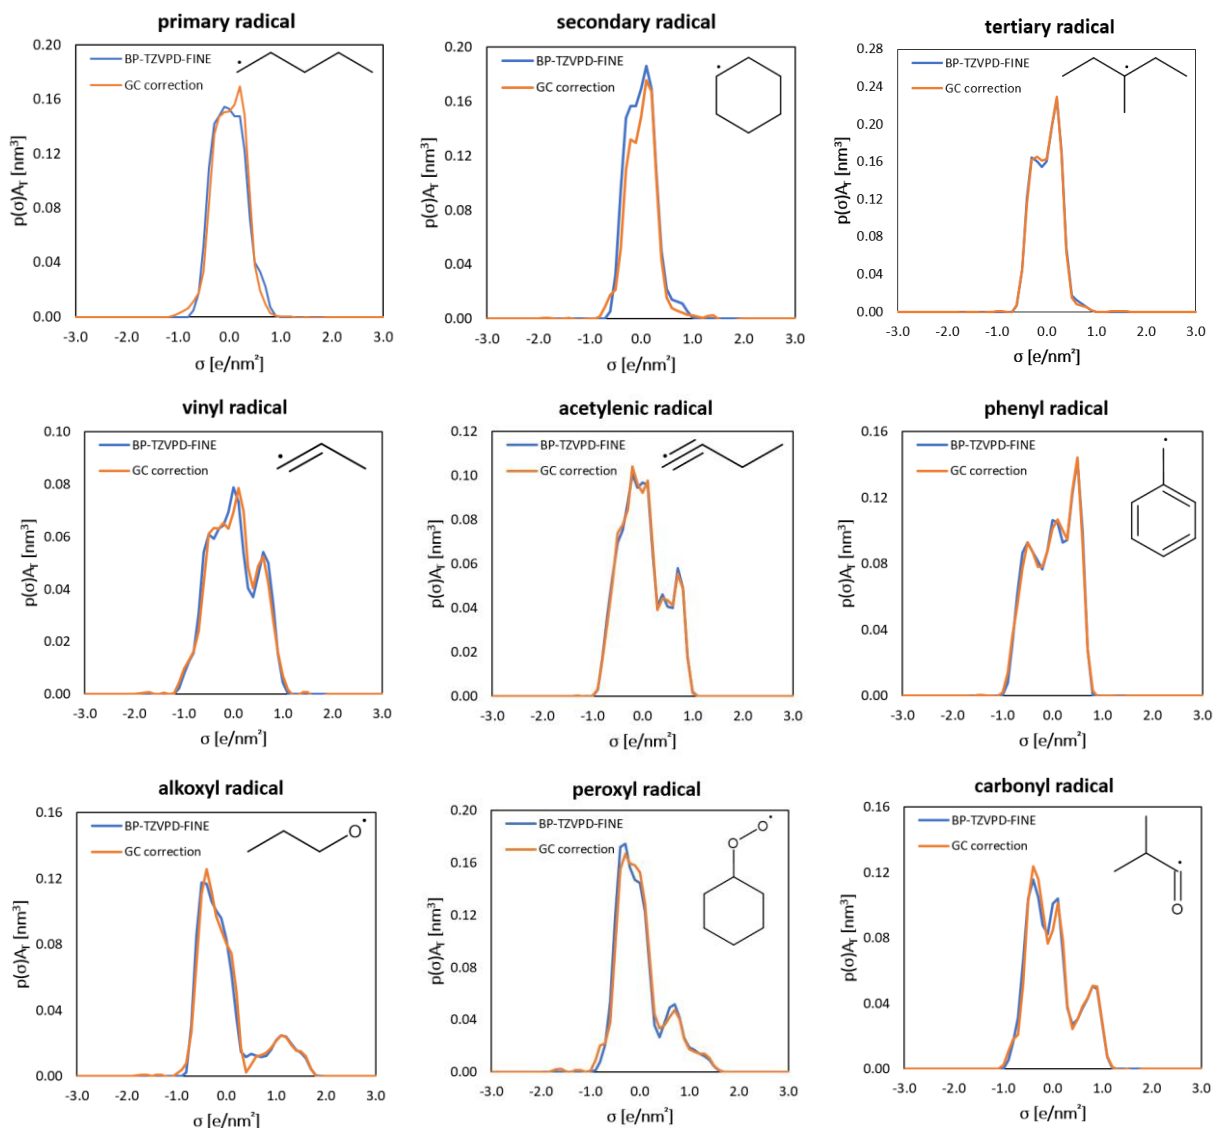 primary radical
0.20
BP-TZVPD-FINE
GC correction
0.16
0.12
0.08
0.04
0.00
p(σ)Aᵣ [nm³]
-3.0 -2.0 -1.0 0.0 1.0 2.0 3.0
σ [e/nm²]
secondary radical
0.20
BP-TZVPD-FINE
GC correction
0.16
0.12
0.08
0.04
0.00
p(σ)Aᵣ [nm³]
-3.0 -2.0 -1.0 0.0 1.0 2.0 3.0
σ [e/nm²]
tertiary radical
0.28
BP-TZVPD-FINE
GC correction
0.24
0.20
0.16
0.12
0.08
0.04
0.00
p(σ)Aᵣ [nm³]
-3.0 -2.0 -1.0 0.0 1.0 2.0 3.0
σ [e/nm²]
vinyl radical
0.10
BP-TZVPD-FINE
GC correction
0.08
0.06
0.04
0.02
0.00
p(σ)Aᵣ [nm³]
-3.0 -2.0 -1.0 0.0 1.0 2.0 3.0
σ [e/nm²]
acetylenic radical
0.12
BP-TZVPD-FINE
GC correction
0.10
0.08
0.06
0.04
0.02
0.00
p(σ)Aᵣ [nm³]
-3.0 -2.0 -1.0 0.0 1.0 2.0 3.0
σ [e/nm²]
phenyl radical
0.16
BP-TZVPD-FINE
GC correction
0.12
0.08
0.04
0.00
p(σ)Aᵣ [nm³]
-3.0 -2.0 -1.0 0.0 1.0 2.0 3.0
σ [e/nm²]
alkoxyl radical
0.16
BP-TZVPD-FINE
GC correction
O
0.12
0.08
0.04
0.00
p(σ)Aᵣ [nm³]
-3.0 -2.0 -1.0 0.0 1.0 2.0 3.0
σ [e/nm²]
peroxyl radical
0.20
BP-TZVPD-FINE
GC correction
O
O
0.16
0.12
0.08
0.04
0.00
p(σ)Aᵣ [nm³]
-3.0 -2.0 -1.0 0.0 1.0 2.0 3.0
σ [e/nm²]
carbonyl radical
0.16
BP-TZVPD-FINE
GC correction
O
0.12
0.08
0.04
0.00
p(σ)Aᵣ [nm³]
-3.0 -2.0 -1.0 0.0 1.0 2.0 3.0
σ [e/nm²]